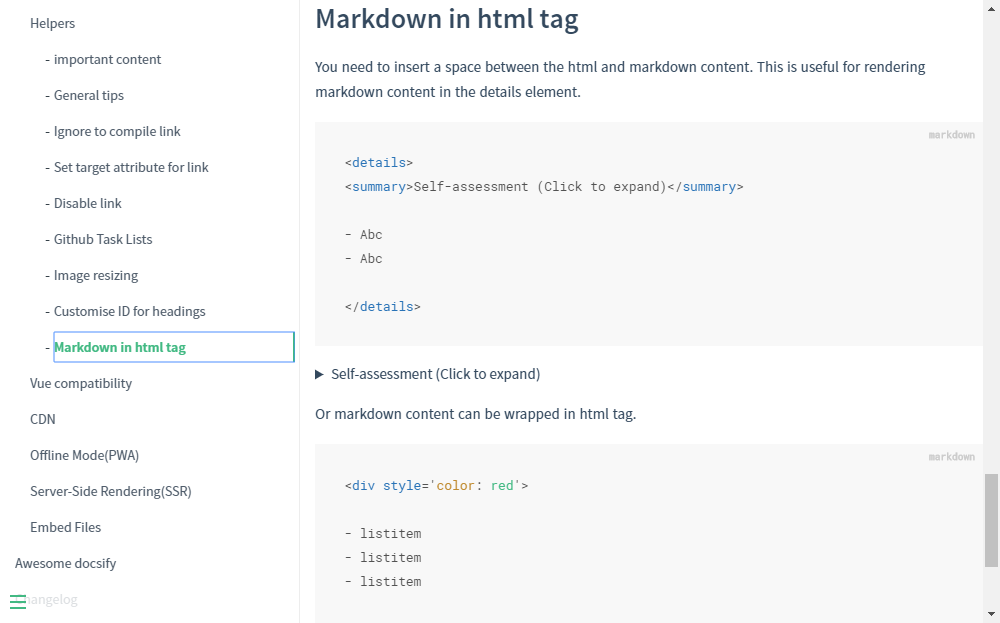 Helpers
- important content
- General tips
- Ignore to compile link
- Set target attribute for link
- Disable link
- Github Task Lists
- Image resizing
- Customise ID for headings
- Markdown in html tag
Vue compatibility
CDN
Offline Mode(PWA)
Server-Side Rendering(SSR)
Embed Files
Awesome docsify
Changelog
Markdown in html tag
You need to insert a space between the html and markdown content. This is useful for rendering
markdown content in the details element.
markdown
<details>
<summary>Self-assessment (Click to expand)</summary>
- Abc
- Abc
</details>
Self-assessment (Click to expand)
Or markdown content can be wrapped in html tag.
markdown
<div style='color: red'>
- listitem
- listitem
- listitem